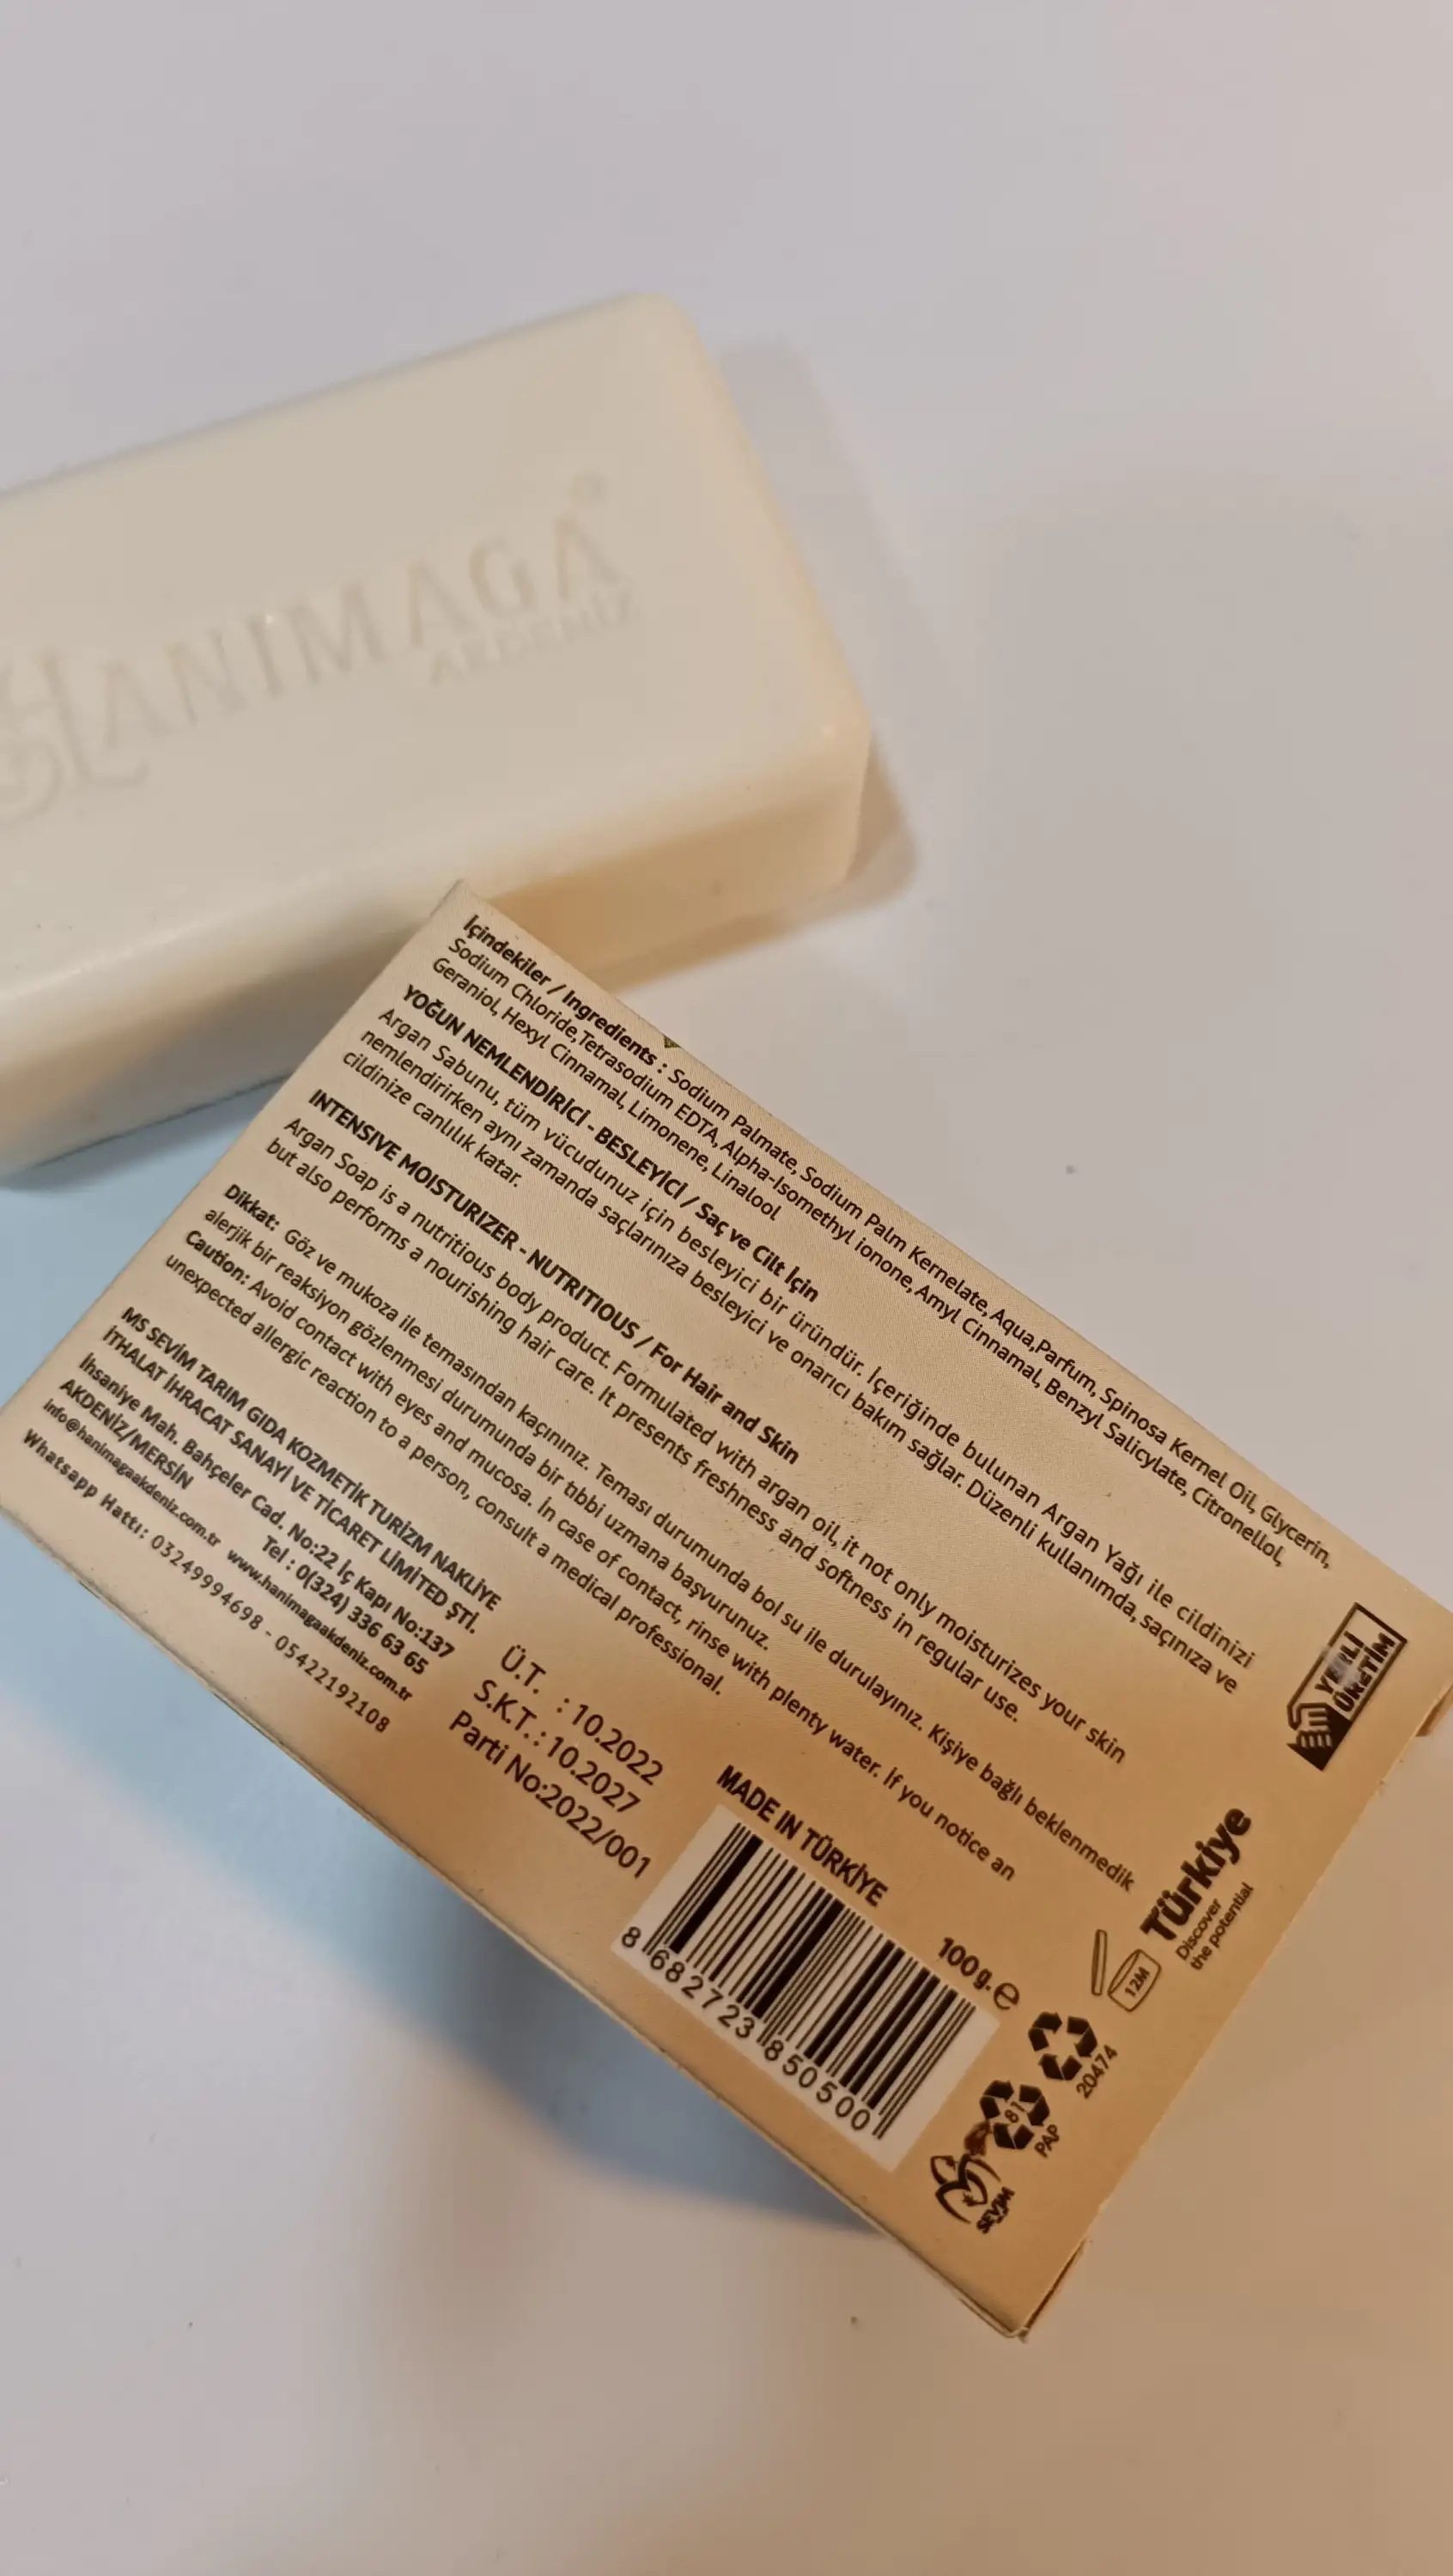 HANIMAGA
AKDENİZ
İçindekiler / Ingredients : Sodium Palmate, Sodium Palm Kernelate, Aqua,Parfum, Spinosa Kernel Oil, Glycerin,
Sodium Chloride,Tetrasodium EDTA, Alpha-Isomethyl ionone, Amyl Cinnamal, Benzyl Salicylate, Citronellol,
Geraniol, Hexyl Cinnamal, Limonene, Linalool
YOĞUN NEMLENDİRİCİ - BESLEYİCİ / Saç ve Cilt İçin
Argan Sabunu, tüm vücudunuz için besleyici bir üründür. İçeriğinde bulunan Argan Yağı ile cildinizi
nemlendirirken aynı zamanda saçlarınıza besleyici ve onarıcı bakım sağlar. Düzenli kullanımda, saçınıza ve
cildinize canlılık katar.
INTENSIVE MOISTURIZER - NUTRITIOUS / For Hair and Skin
Argan Soap is a nutritious body product. Formulated with argan oil, it not only moisturizes your skin
but also performs a nourishing hair care. It presents freshness and softness in regular use.
Dikkat: Göz ve mukoza ile temasından kaçınınız. Teması durumunda bol su ile durulayınız. Kişiye bağlı beklenmedik
alerjik bir reaksiyon gözlenmesi durumunda bir tıbbi uzmana başvurunuz.
Caution: Avoid contact with eyes and mucosa. In case of contact, rinse with plenty water. If you notice an
unexpected allergic reaction to a person, consult a medical professional.
MS SEVİM TARIM GIDA KOZMETİK TURİZM NAKLİYE
İTHALAT İHRACAT SANAYİ VE TİCARET LİMİTED ŞTİ.
İhsaniye Mah. Bahçeler Cad. No:22 İç Kapı No:137
AKDENİZ/MERSİN Tel : 0(324) 336 63 65
info@hanimagaakdeniz.com.tr www.hanimagaakdeniz.com.tr
Whatsapp Hattı: 03249994698 - 05422192108
Ü.T. : 10.2022
S.K.T. : 10.2027
Parti No:2022/001
MADE IN TÜRKİYE
8 682723 850500
100 g. e
YERLİ
ÜRETİM
Türkiye
Discover
the potential
12M
20474
81
PAP
SEVİM